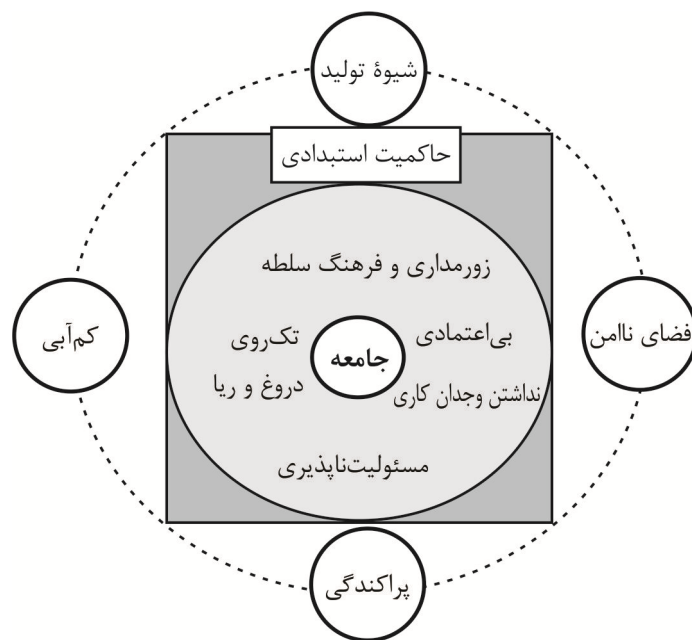 شیوۀ تولید
حاکمیت استبدادی
زورمداری و فرهنگ سلطه
فضای ناامن
بی‌اعتمادی
تک‌روی
کم‌آبی
جامعه
نداشتن وجدان کاری
دروغ و ریا
مسئولیت‌ناپذیری
پراکندگی